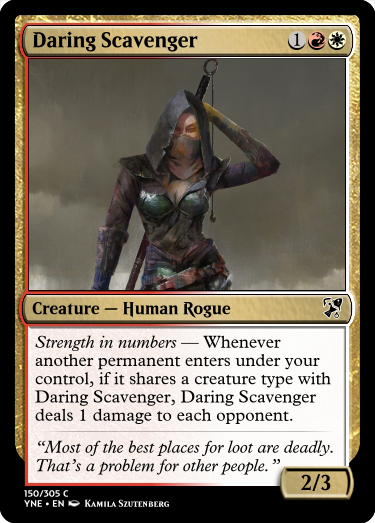 Daring Scavenger 1
Creature — Human Rogue
Strength in numbers — Whenever
another permanent enters under your
control, if it shares a creature type with
Daring Scavenger, Daring Scavenger
deals 1 damage to each opponent.
“Most of the best places for loot are deadly.
That’s a problem for other people.”
2/3
150/305 C
YNE • EN Kamila Szutenberg